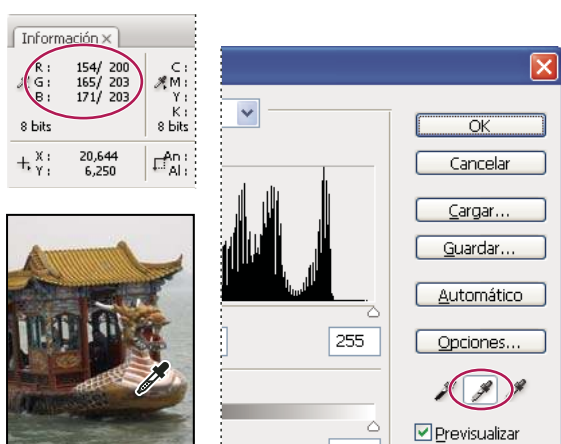 Información ×
R : 154/ 200 C :
G : 165/ 203 M :
B : 171/ 203 Y :
K :
8 bits 8 bits
X : 20,644 An :
Y : 6,250 Al :
OK
Cancelar
Cargar...
Guardar...
Automático
255 Opciones...
Previsualizar